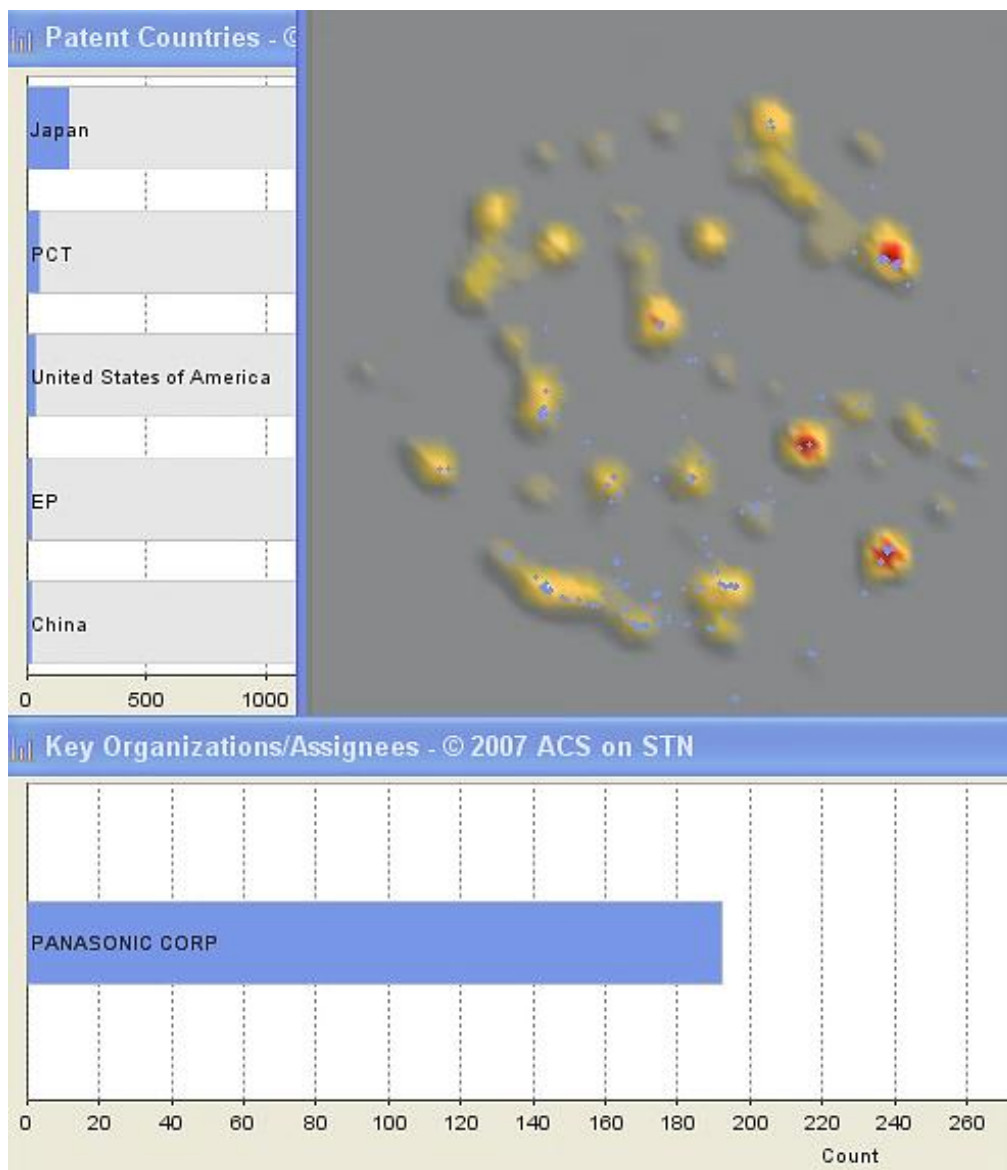 Patent Countries - ©
Japan
PCT
United States of America
EP
China
0 500 1000
Key Organizations/Assignees - © 2007 ACS on STN
PANASONIC CORP
0 20 40 60 80 100 120 140 160 180 200 220 240 260
Count